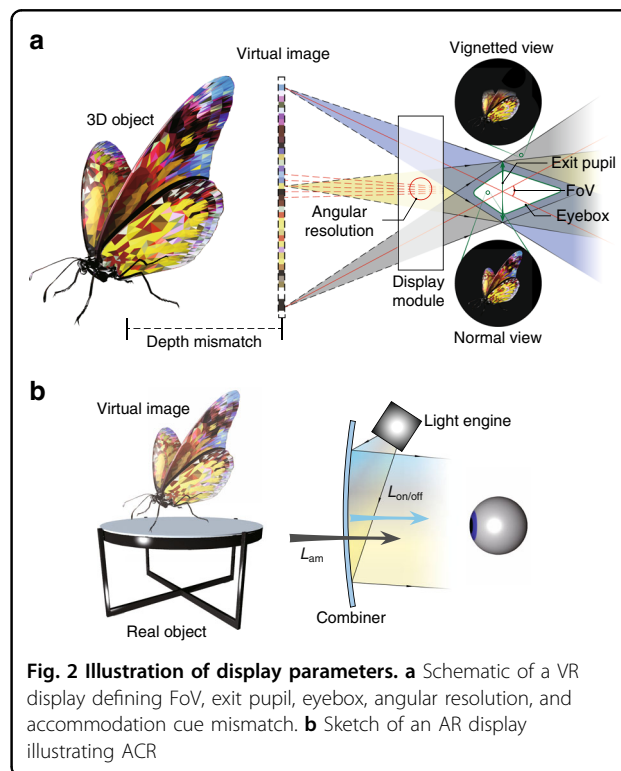 a
Virtual image
Vignetted view
3D object
Exit pupil
FoV
Eyebox
Angular
resolution
Display
module
Normal view
Depth mismatch
b
Virtual image
Light engine
L on/off
L am
Real object
Combiner
Fig. 2 Illustration of display parameters. a Schematic of a VR
display defining FoV, exit pupil, eyebox, angular resolution, and
accommodation cue mismatch. b Sketch of an AR display
illustrating ACR